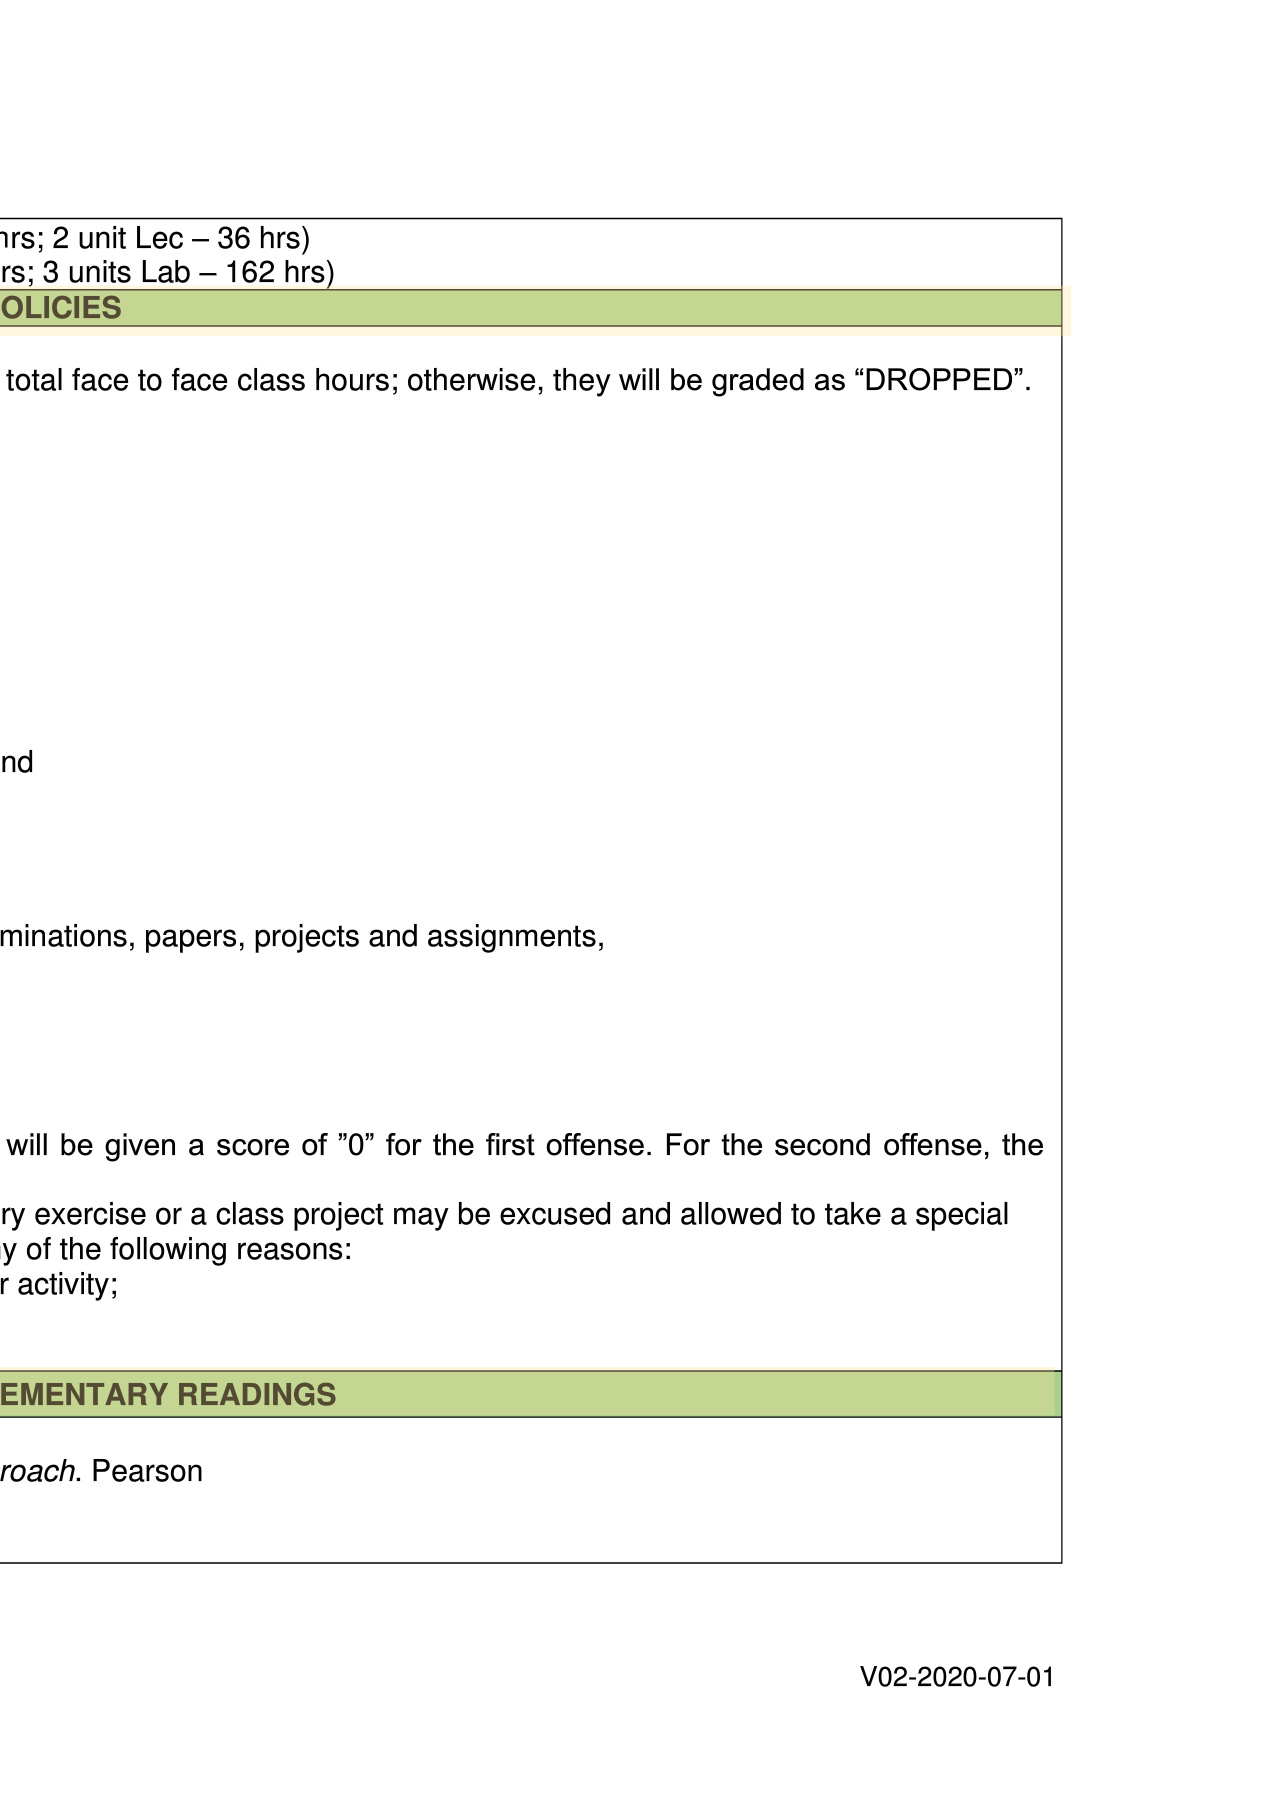 hrs; 2 unit Lec – 36 hrs)
rs; 3 units Lab – 162 hrs)
OLICIES
total face to face class hours; otherwise, they will be graded as “DROPPED”.
nd
minations, papers, projects and assignments,
will be given a score of ”0” for the first offense. For the second offense, the
ry exercise or a class project may be excused and allowed to take a special
y of the following reasons:
r activity;
EMENTARY READINGS
roach. Pearson
V02-2020-07-01